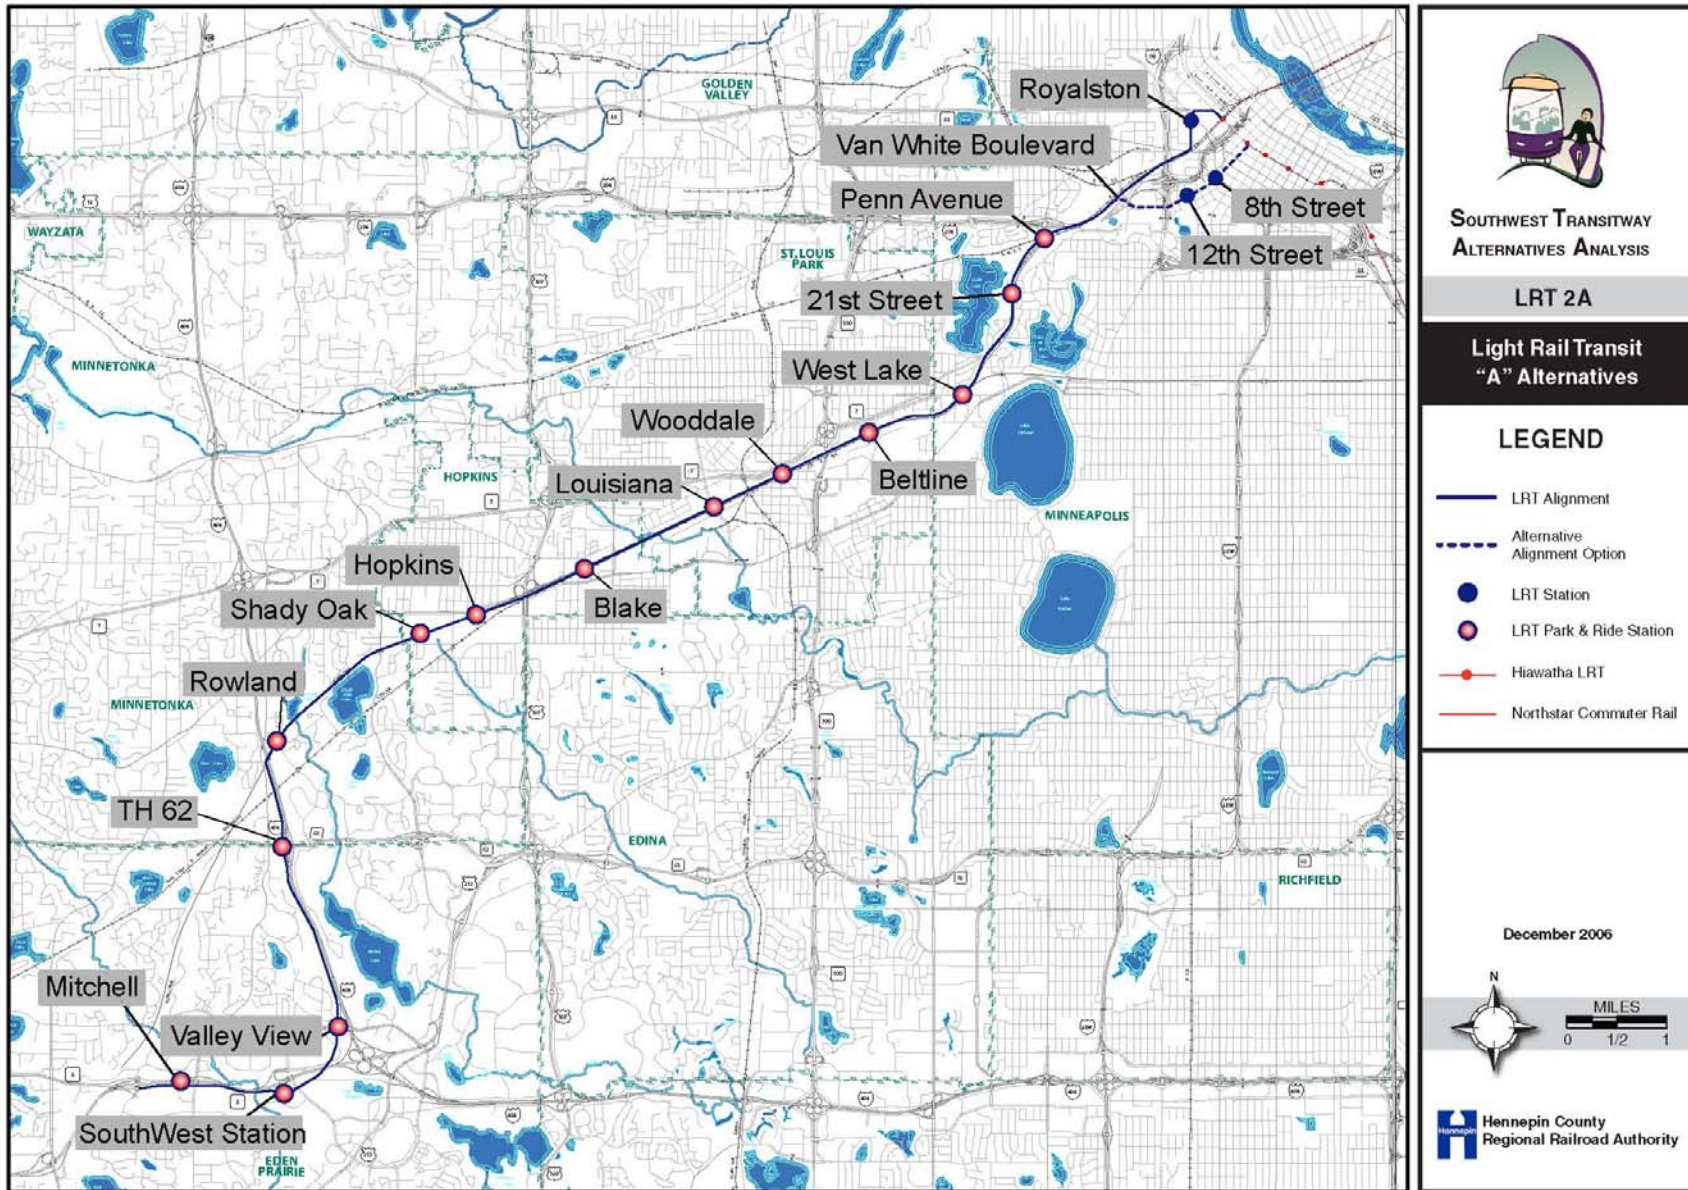 GOLDEN
VALLEY
Royalston
Van White Boulevard
Penn Avenue
8th Street
12th Street
WAYZATA
ST.LOUIS
PARK
21st Street
MINNETONKA
West Lake
Wooddale
HOPKINS
Louisiana
Beltline
MINNEAPOLIS
Hopkins
Shady Oak
Blake
Rowland
MINNETONKA
TH 62
EDINA
RICHFIELD
Mitchell
Valley View
SouthWest Station
EDEN
PRAIRIE
SOUTHWEST TRANSITWAY
ALTERNATIVES ANALYSIS
LRT 2A
Light Rail Transit
“A” Alternatives
LEGEND
LRT Alignment
Alternative
Alignment Option
LRT Station
LRT Park & Ride Station
Hiawatha LRT
Northstar Commuter Rail
December 2006
N
MILES
0 1/2 1
Hennepin
Hennepin County
Regional Railroad Authority